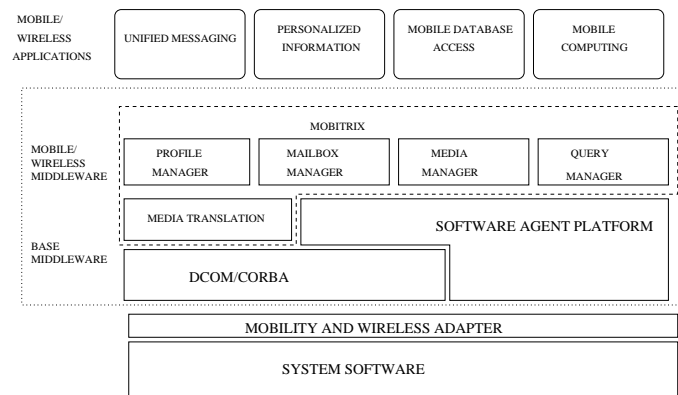 MOBILE/
WIRELESS
APPLICATIONS
UNIFIED MESSAGING
PERSONALIZED
INFORMATION
MOBILE DATABASE
ACCESS
MOBILE
COMPUTING
MOBITRIX
MOBILE/
WIRELESS
MIDDLEWARE
PROFILE
MANAGER
MAILBOX
MANAGER
MEDIA
MANAGER
QUERY
MANAGER
MEDIA TRANSLATION
SOFTWARE AGENT PLATFORM
BASE
MIDDLEWARE
DCOM/CORBA
MOBILITY AND WIRELESS ADAPTER
SYSTEM SOFTWARE